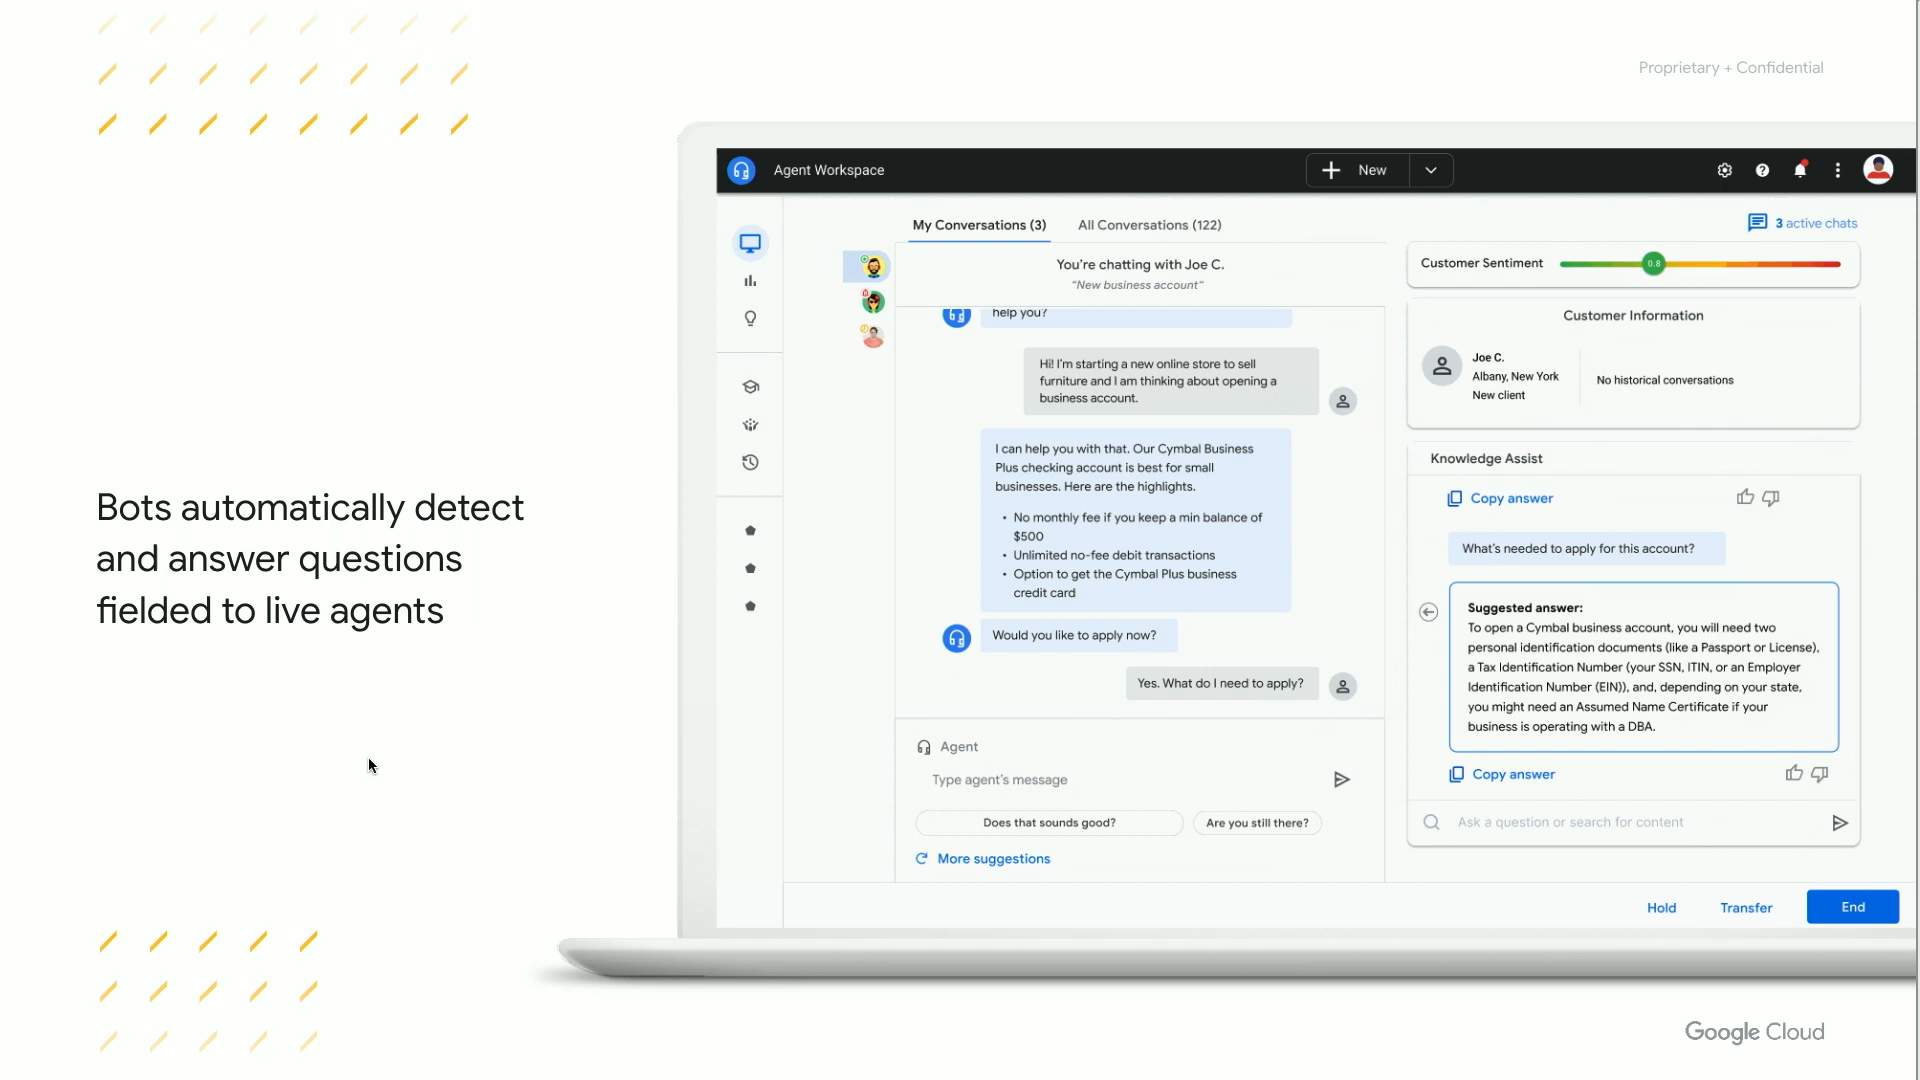 Proprietary + Confidential
Agent Workspace
New
My Conversations (3)
All Conversations (122)
3 active chats
You're chatting with Joe C.
"New business account"
Customer Sentiment
0.8
help you?
Customer Information
Hi! I'm starting a new online store to sell
furniture and I am thinking about opening a
business account.
Joe C.
Albany, New York
New client
No historical conversations
I can help you with that. Our Cymbal Business
Plus checking account is best for small
businesses. Here are the highlights.
• No monthly fee if you keep a min balance of
$500
• Unlimited no-fee debit transactions
• Option to get the Cymbal Plus business
credit card
Would you like to apply now?
Yes. What do I need to apply?
Knowledge Assist
Copy answer
What's needed to apply for this account?
Suggested answer:
To open a Cymbal business account, you will need two
personal identification documents (like a Passport or License),
a Tax Identification Number (your SSN, ITIN, or an Employer
Identification Number (EIN)), and, depending on your state,
you might need an Assumed Name Certificate if your
business is operating with a DBA.
Copy answer
Ask a question or search for content
Agent
Type agent's message
Does that sounds good?
Are you still there?
More suggestions
Hold
Transfer
End
Bots automatically detect
and answer questions
fielded to live agents
Google Cloud